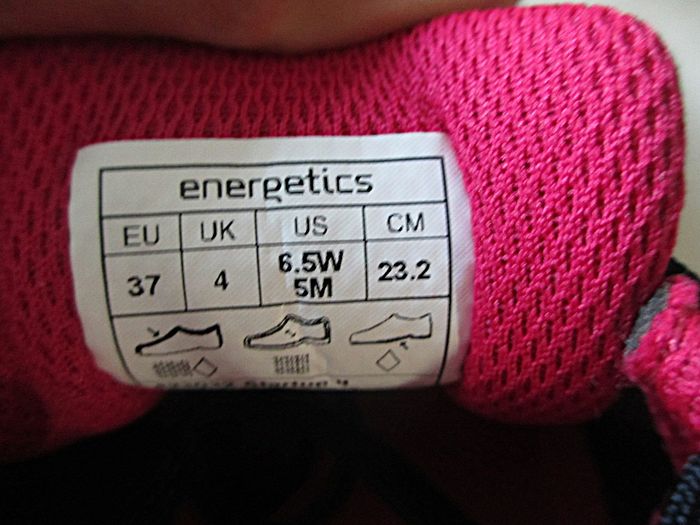 energetics
EU UK US CM
37 4 6.5W 23.2
5M